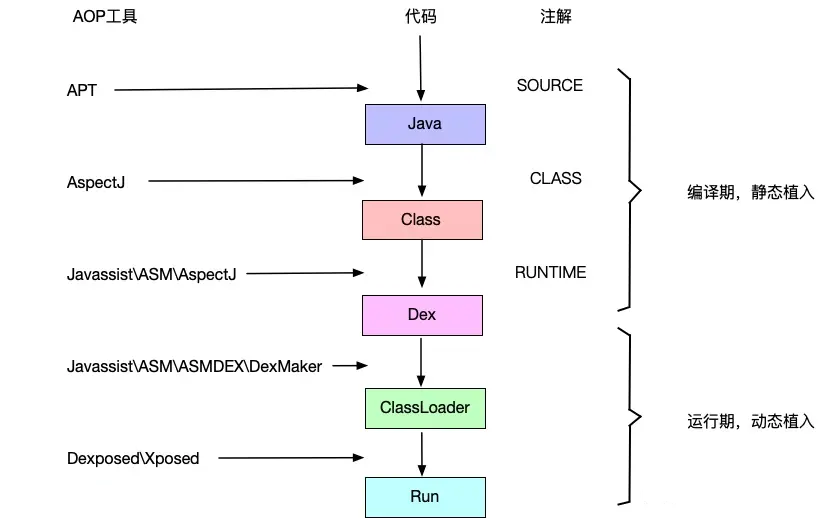 AOP工具
代码
注解
APT
SOURCE
Java
AspectJ
CLASS
编译期，静态植入
Class
Javassist\ASM\AspectJ
RUNTIME
Dex
Javassist\ASM\ASMDEX\DexMaker
ClassLoader
运行期，动态植入
Dexposed\Xposed
Run